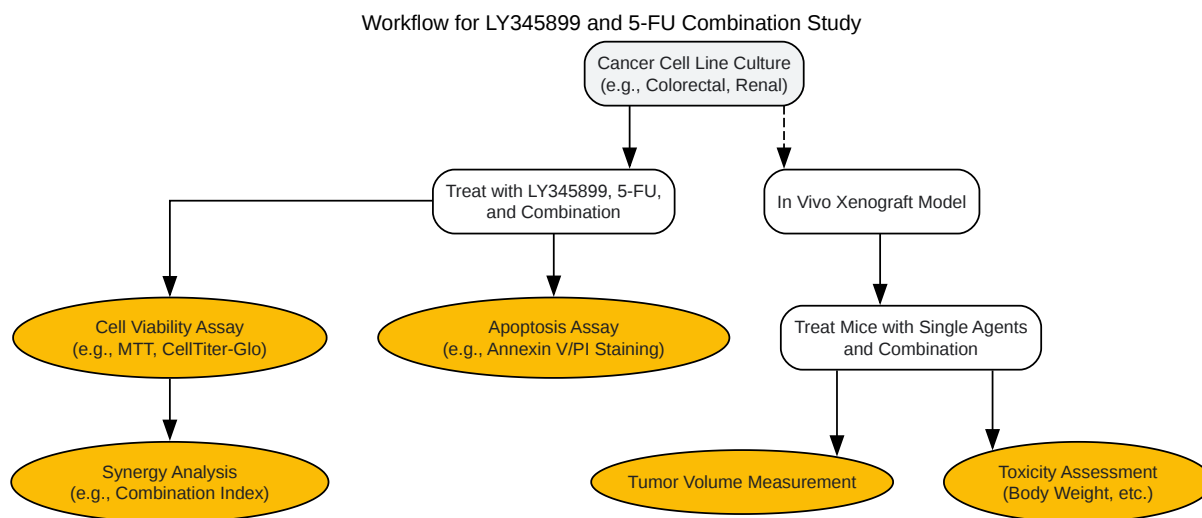 Workflow for LY345899 and 5-FU Combination Study
Cancer Cell Line Culture
(e.g., Colorectal, Renal)
Treat with LY345899, 5-FU,
and Combination
In Vivo Xenograft Model
Cell Viability Assay
(e.g., MTT, CellTiter-Glo)
Apoptosis Assay
(e.g., Annexin V/PI Staining)
Treat Mice with Single Agents
and Combination
Synergy Analysis
(e.g., Combination Index)
Tumor Volume Measurement
Toxicity Assessment
(Body Weight, etc.)